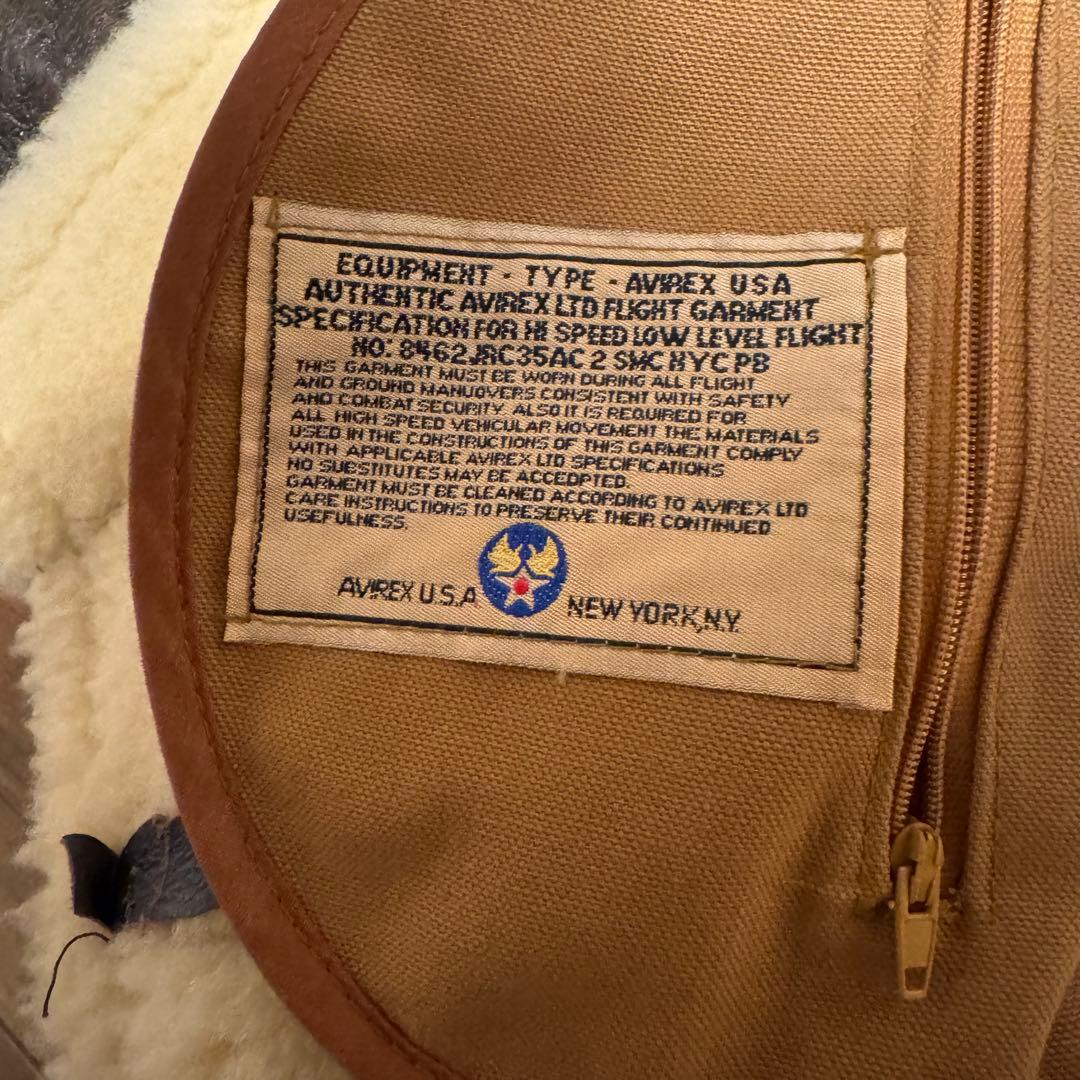 EQUIPMENT - TYPE - AVIREX USA
AUTHENTIC AVIREX LTD FLIGHT GARMENT
SPECIFICATION FOR HI SPEED LOW LEVEL FLIGHT
NO: 8462JRC35AC 2 SMC NYC PB
THIS GARMENT MUST BE WORN DURING ALL FLIGHT
AND GROUND MANUOVERS CONSISTENT WITH SAFETY
AND COMBAT SECURITY. ALSO IT IS REQUIRED FOR
ALL HIGH SPEED VEHICULAR MOVEMENT THE MATERIALS
USED IN THE CONSTRUCTIONS OF THIS GARMENT COMPLY
WITH APPLICABLE AVIREX LTD SPECIFICATIONS
NO SUBSTITUTES MAY BE ACCEDPTED.
GARMENT MUST BE CLEANED ACCORDING TO AVIREX LTD
CARE INSTRUCTIONS TO PRESERVE THEIR CONTINUED
USEFULNESS.
AVIREX U.S.A NEW YORK,N.Y.